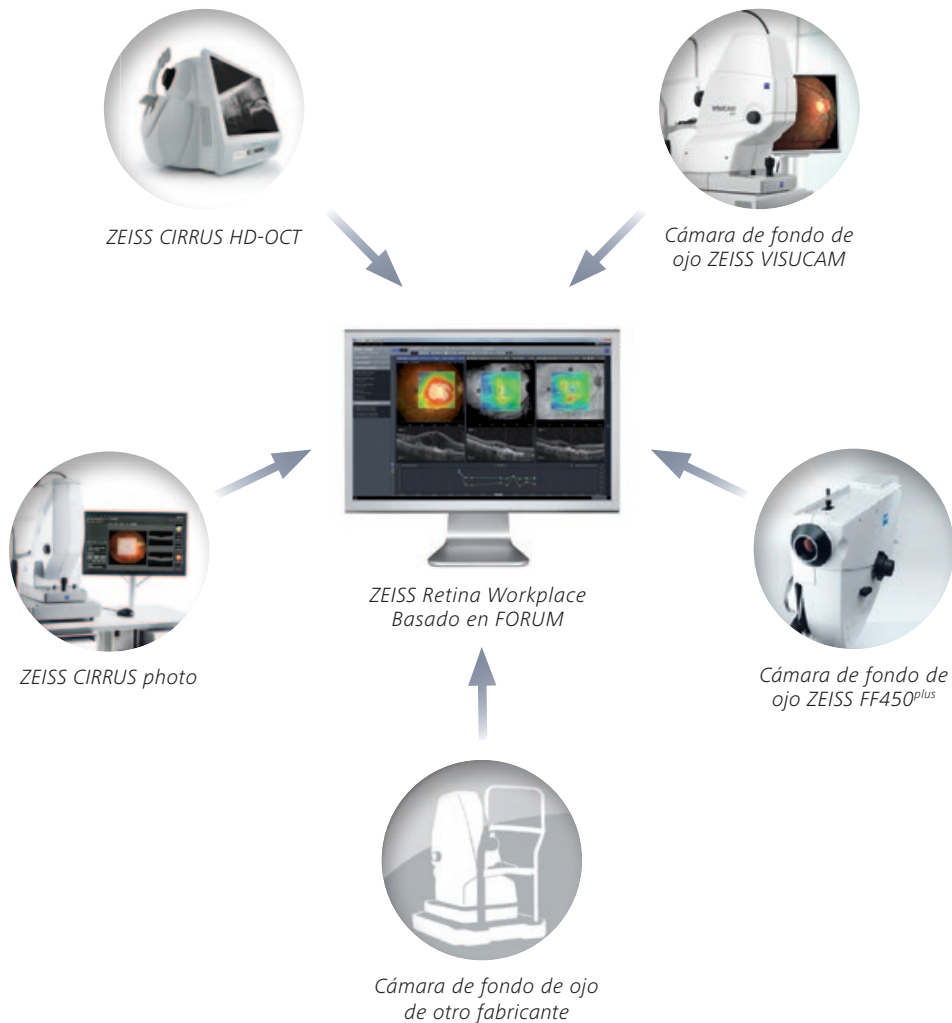 ZEISS CIRRUS HD-OCT
Cámara de fondo de
ojo ZEISS VISUCAM
VISUCAM
ZEISS Retina Workplace
Basado en FORUM
ZEISS CIRRUS photo
Cámara de fondo de
ojo ZEISS FF450plus
Cámara de fondo de ojo
de otro fabricante